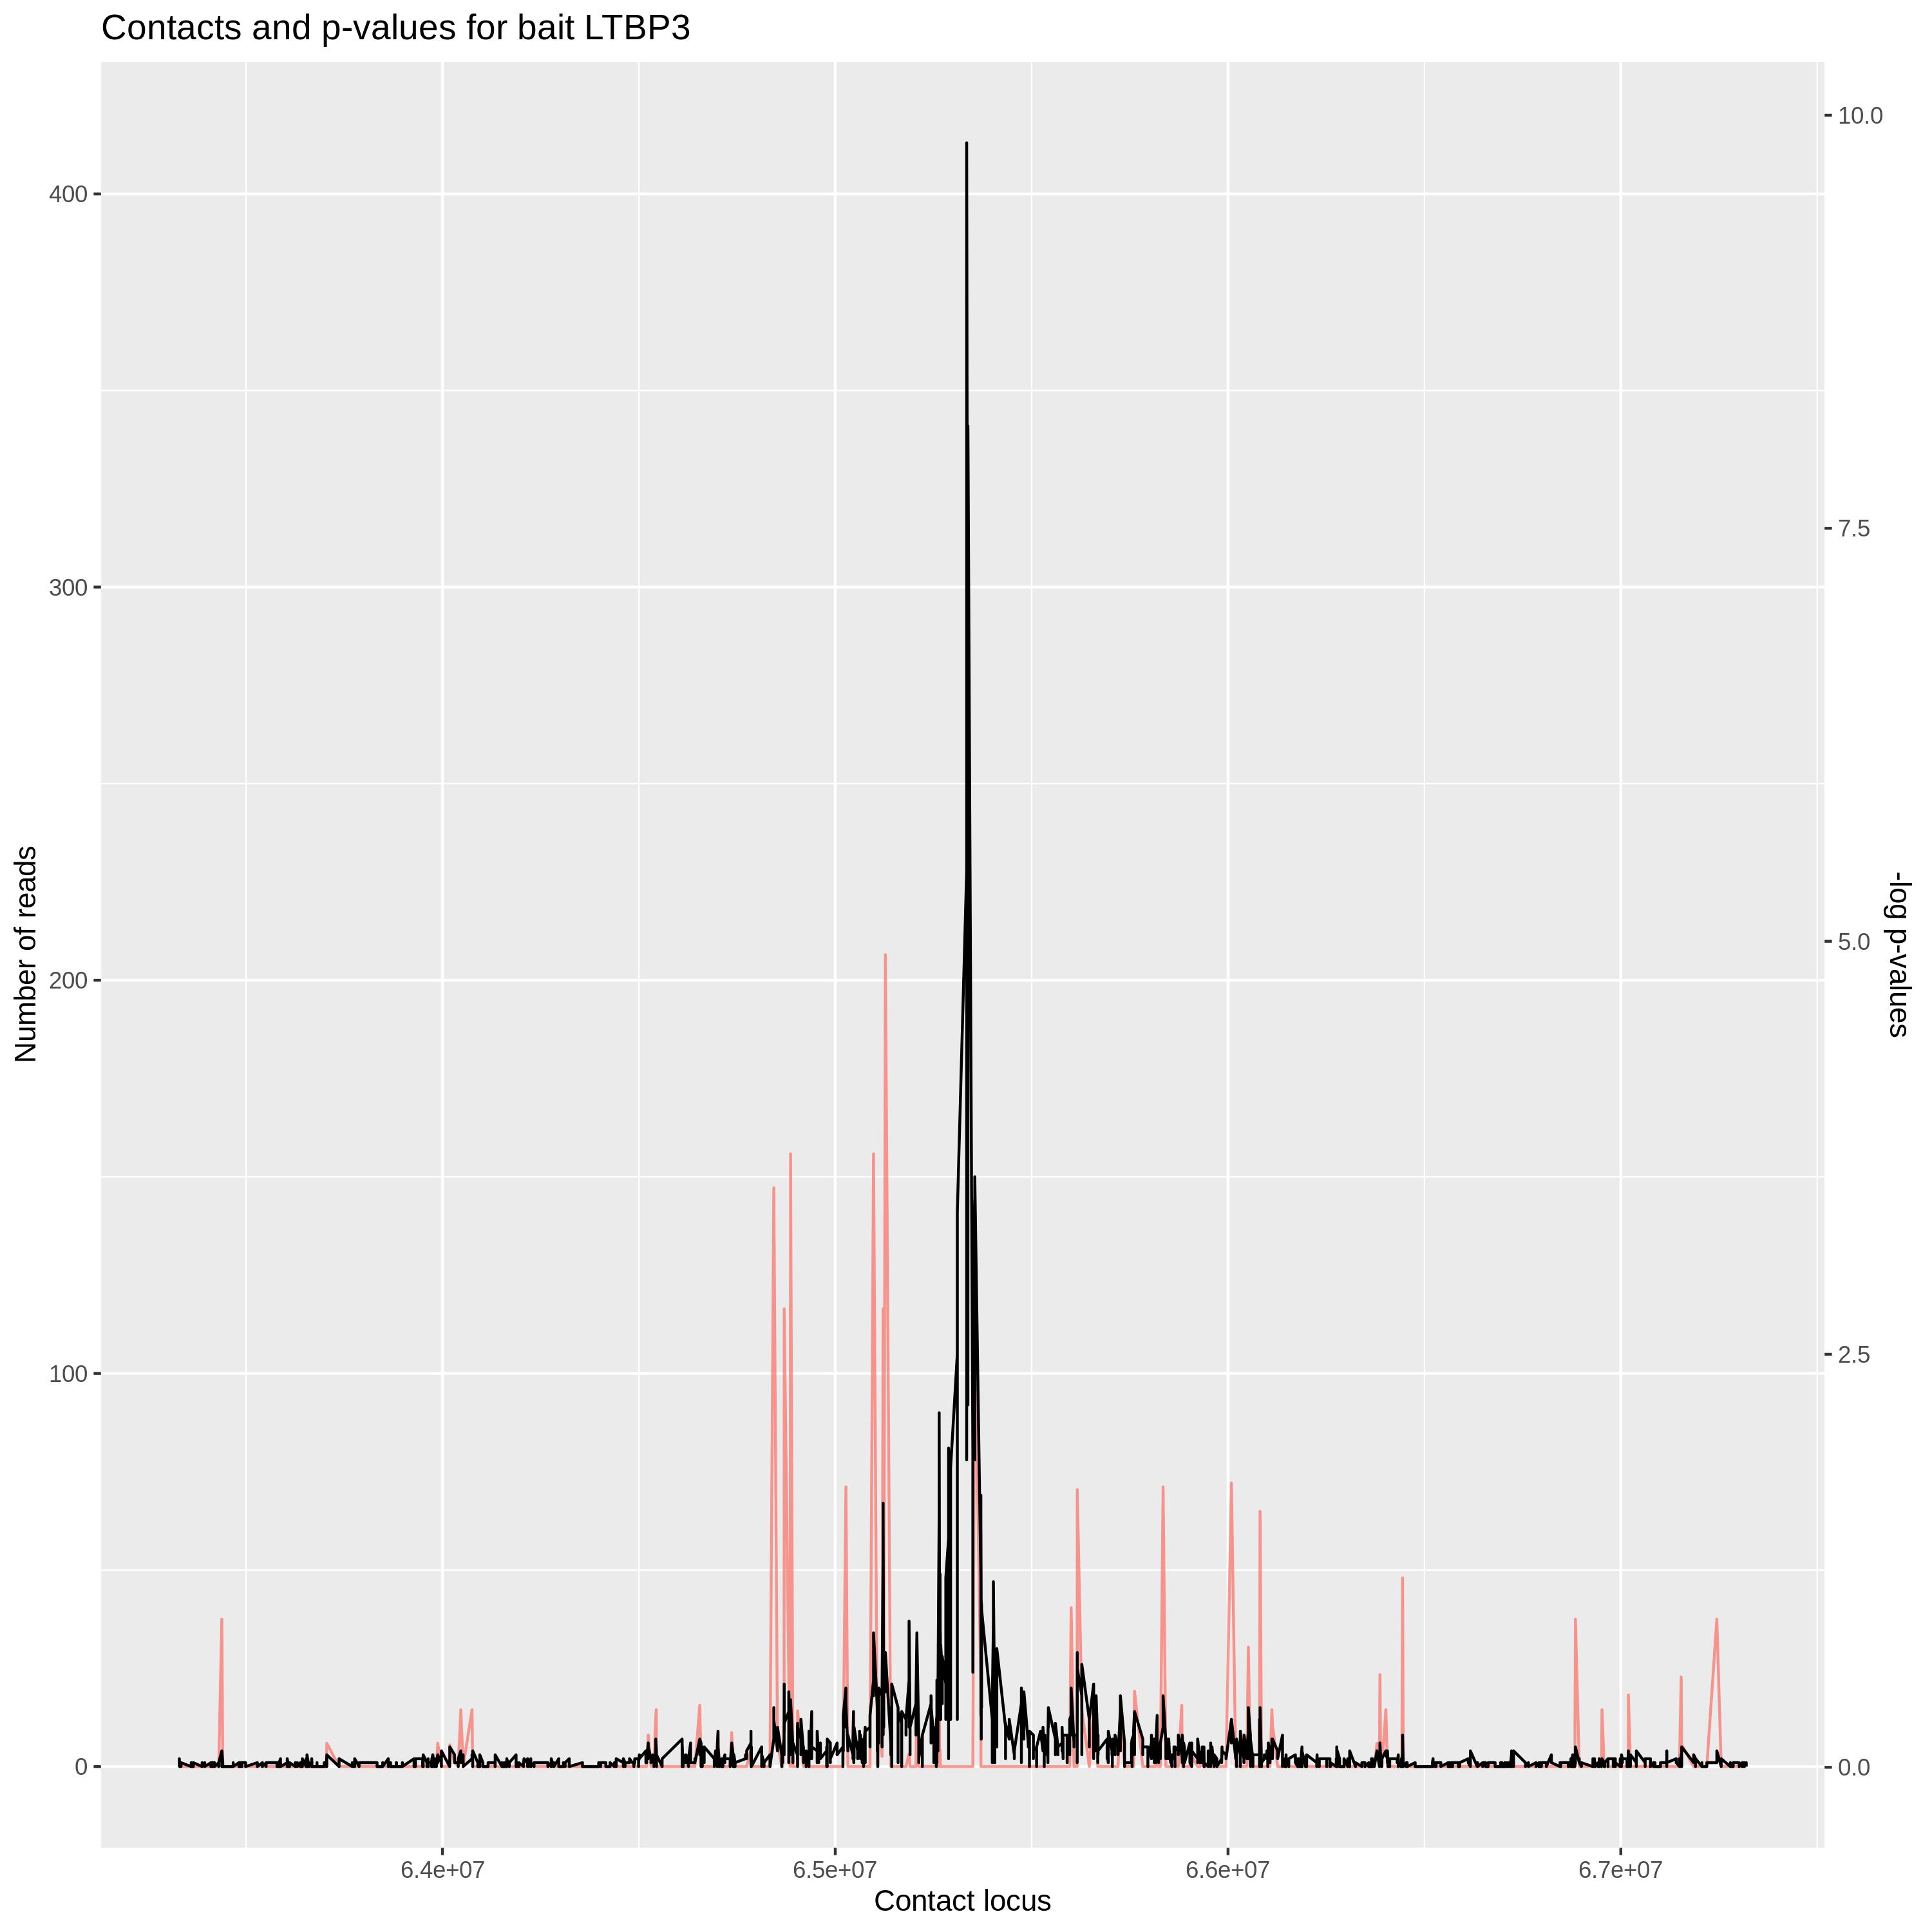 Contacts and p-values for bait LTBP3
400
300
200
100
0
Number of reads
10.0
7.5
5.0
2.5
0.0
-log p-values
6.4e+07
6.5e+07
6.6e+07
6.7e+07
Contact locus